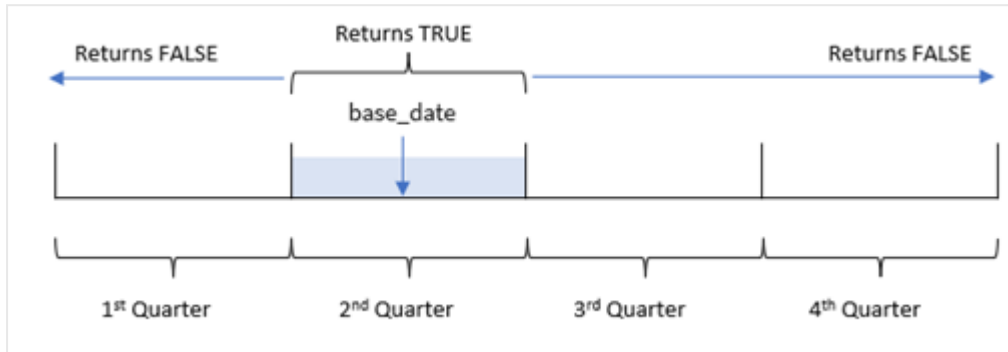 Returns TRUE
Returns FALSE
Returns FALSE
base_date
1st Quarter
2nd Quarter
3rd Quarter
4th Quarter